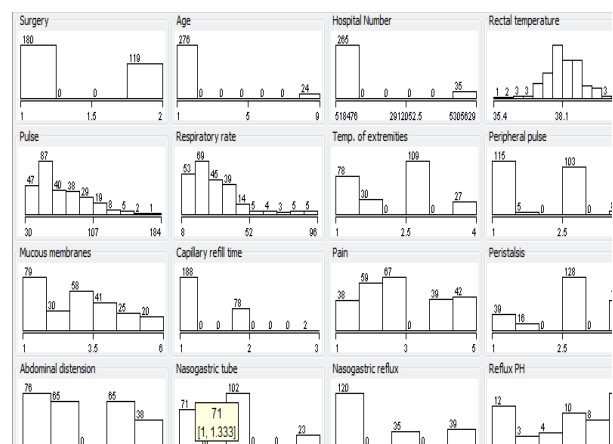 Surgery
180
0 0
119
1 1.5 2
Age
276
0 0 0 0 0
24
1 5 9
Hospital Number
265
0 0 0 0 0
35
518476 2912052.5 5305629
Rectal temperature
1 2 3 3
3
35.4 38.1
Pulse
47 87 40 38 29 19 8 5 2 1
30 107 184
Respiratory rate
53 69 45 39 14 5 4 3 5 5
8 52 96
Temp. of extremities
78 30 0 109 0 27
1 2.5 4
Peripheral pulse
115 5 0 103 0
1 2.5
Mucous membranes
79 30 58 41 25 20
1 3.5 6
Capillary refill time
188 0 0 78 0 0 0 2
1 2 3
Pain
38 59 67 0 39 42
1 3 5
Peristalsis
39 16 0 128 0
1 2.5
Abdominal distension
76 65 0 65 38
Nasogastric tube
71 102 23
71
[1, 1.333]
Nasogastric reflux
120 0 35 0 39
Reflux PH
12 3 4 10 8